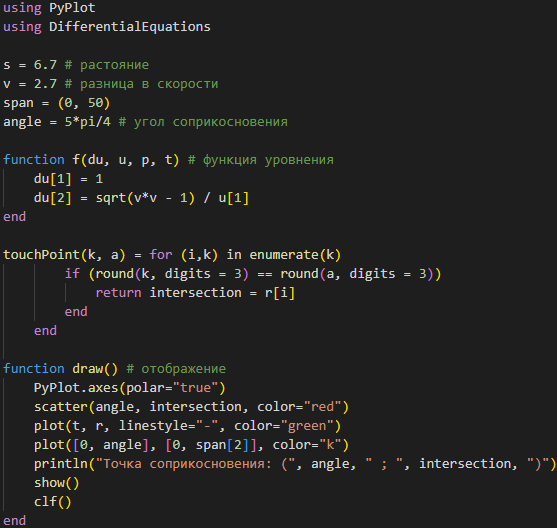 using PyPlot
using DifferentialEquations
s = 6.7 # растояние
v = 2.7 # разница в скорости
span = (0, 50)
angle = 5*pi/4 # угол соприкосновения
function f(du, u, p, t) # функция уровнения
du[1] = 1
du[2] = sqrt(v*v - 1) / u[1]
end
touchPoint(k, a) = for (i,k) in enumerate(k)
if (round(k, digits = 3) == round(a, digits = 3))
return intersection = r[i]
end
end
function draw() # отображение
PyPlot.axes(polar="true")
scatter(angle, intersection, color="red")
plot(t, r, linestyle="-", color="green")
plot([0, angle], [0, span[2]], color="k")
println("Точка соприкосновения: (", angle, " ; ", intersection, ")")
show()
clf()
end